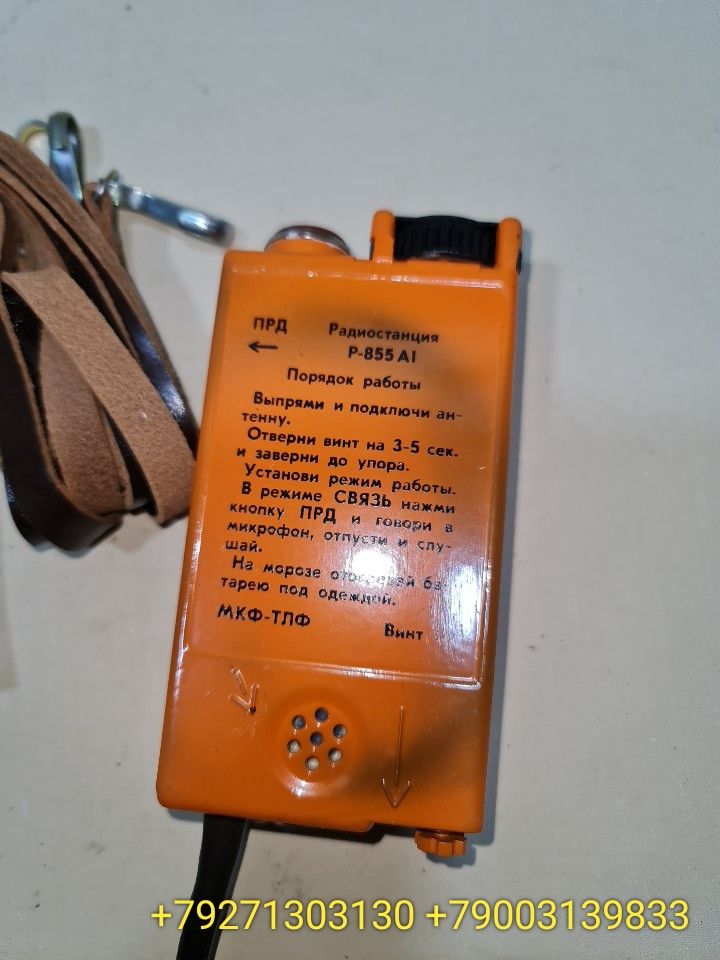 ПРД Радиостанция
Р-855А1
Порядок работы
Выпрями и подключи ан-
тенну.
Отверни винт на 3-5 сек.
и заверни до упора.
Установи режим работы.
В режиме СВЯЗЬ нажми
кнопку ПРД и говори в
микрофон, отпусти и слу-
шай.
На морозе отогревай ба-
тарею под одеждой.
МКФ-ТЛФ Винт
+79271303130 +79003139833